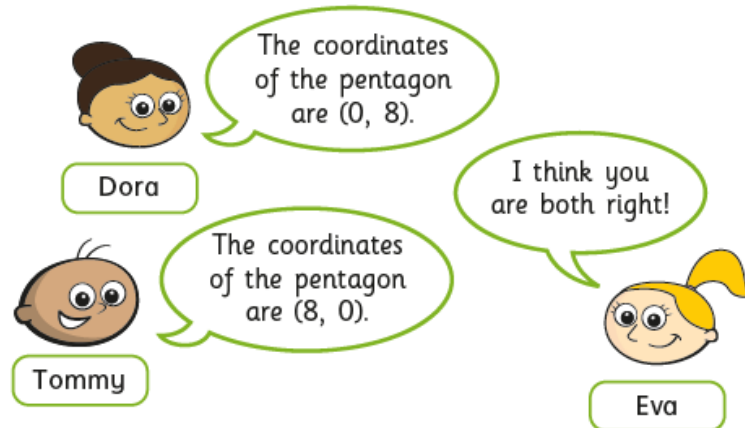 The coordinates
of the pentagon
are (0, 8).
Dora
I think you
are both right!
The coordinates
of the pentagon
are (8, 0).
Tommy
Eva